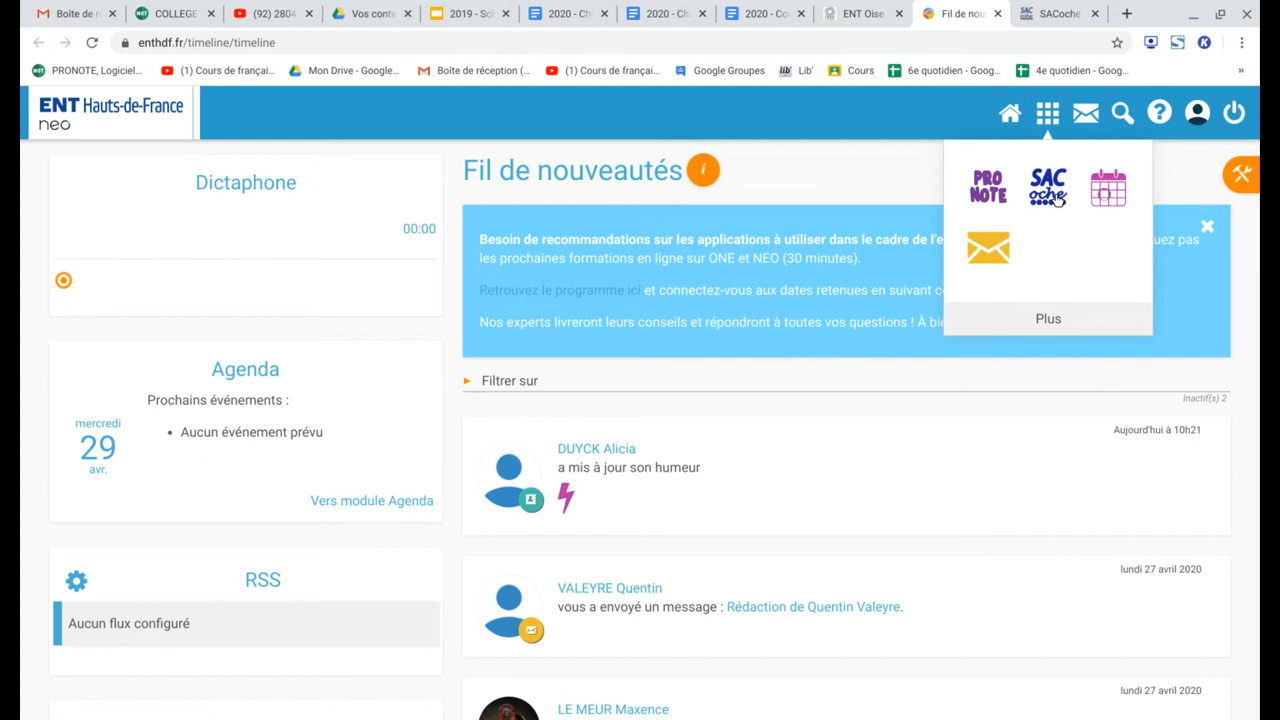 Boîte de n
COLLEGE
(92) 2804
Vos conte
2019 - Sc
2020 - Ch
2020 - Ch
2020 - Co
ENT Oise
Fil de nou
SACoche
enthdf.fr/timeline/timeline
PRONOTE, Logiciel...
(1) Cours de françai...
Mon Drive - Google...
Boîte de réception (...
(1) Cours de françai...
Google Groupes
lib' Lib'
Cours
6e quotidien - Goog...
4e quotidien - Goog...
»
ENT Hauts-de-France
neo
PRO NOTE
SAC oche
Plus
Dictaphone
00:00
Fil de nouveautés
i
Besoin de recommandations sur les applications à utiliser dans le cadre de l'e
uez pas
les prochaines formations en ligne sur ONE et NEO (30 minutes).
Retrouvez le programme ici et connectez-vous aux dates retenues en suivant c
Nos experts livreront leurs conseils et répondront à toutes vos questions ! À bie
Agenda
Prochains événements :
mercredi
29
avr.
• Aucun événement prévu
Vers module Agenda
Filtrer sur
Inactif(s) 2
Aujourd'hui à 10h21
DUYCK Alicia
a mis à jour son humeur
RSS
Aucun flux configuré
lundi 27 avril 2020
VALEYRE Quentin
vous a envoyé un message : Rédaction de Quentin Valeyre.
lundi 27 avril 2020
LE MEUR Maxence